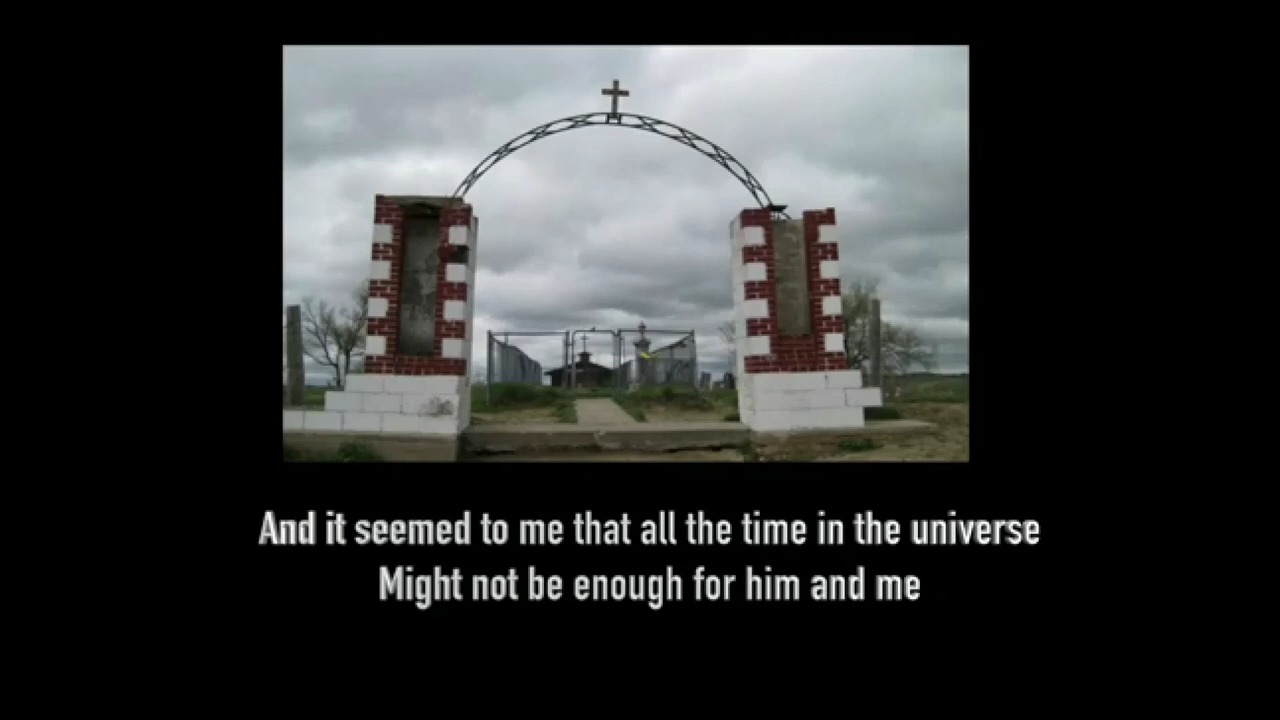 And it seemed to me that all the time in the universe
Might not be enough for him and me